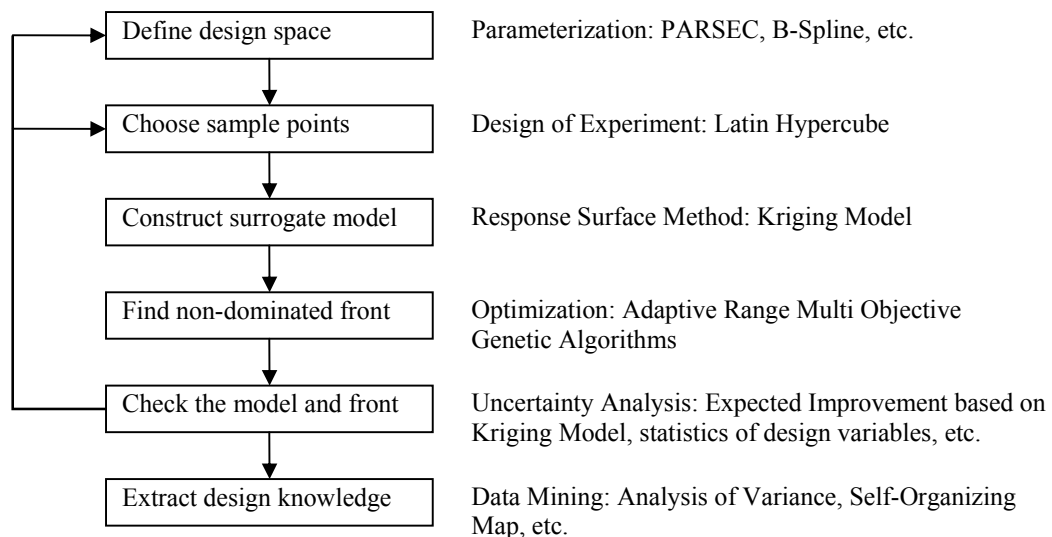 Define design space
Parameterization: PARSEC, B-Spline, etc.
Choose sample points
Design of Experiment: Latin Hypercube
Construct surrogate model
Response Surface Method: Kriging Model
Find non-dominated front
Optimization: Adaptive Range Multi Objective
Genetic Algorithms
Check the model and front
Uncertainty Analysis: Expected Improvement based on
Kriging Model, statistics of design variables, etc.
Extract design knowledge
Data Mining: Analysis of Variance, Self-Organizing
Map, etc.